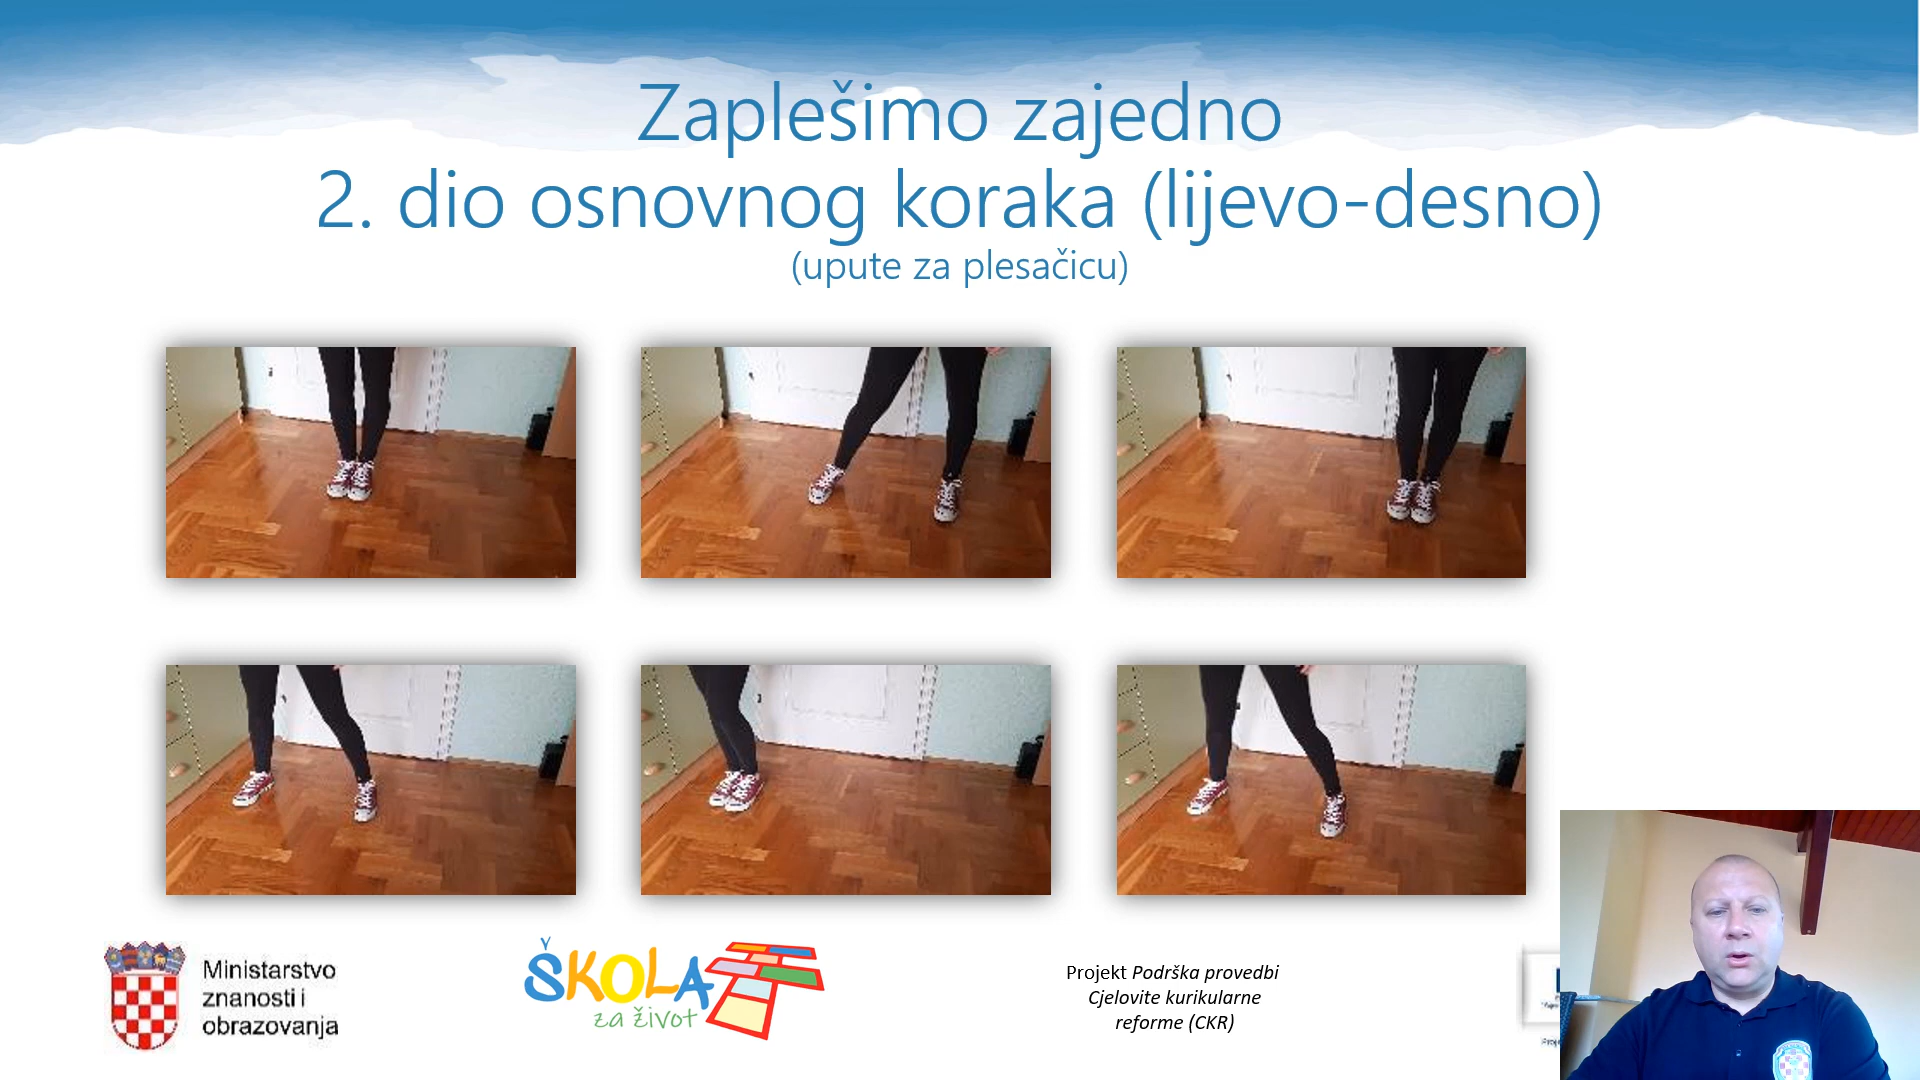 Zaplešimo zajedno
2. dio osnovnog koraka (lijevo-desno)
(upute za plesačicu)
Ministarstvo
znanosti i
obrazovanja
ŠKOLA
za život
Projekt Podrška provedbi
Cjelovite kurikularne
reforme (CKR)